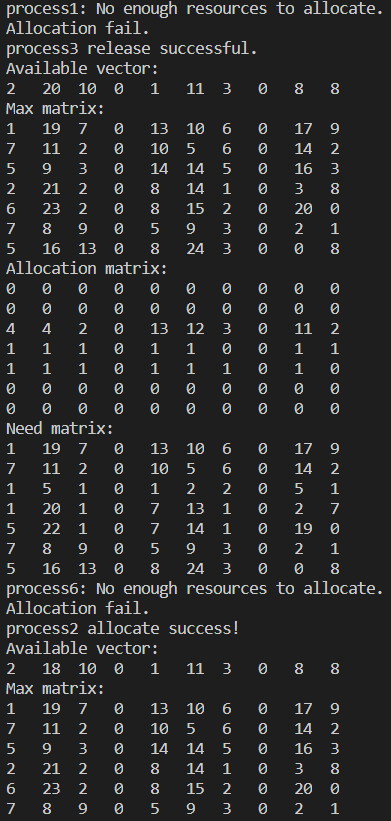 process1: No enough resources to allocate.
Allocation fail.
process3 release successful.
Available vector:
2 20 10 0 1 11 3 0 8 8
Max matrix:
1 19 7 0 13 10 6 0 17 9
7 11 2 0 10 5 6 0 14 2
5 9 3 0 14 14 5 0 16 3
2 21 2 0 8 14 1 0 3 8
6 23 2 0 8 15 2 0 20 0
7 8 9 0 5 9 3 0 2 1
5 16 13 0 8 24 3 0 0 8
Allocation matrix:
0 0 0 0 0 0 0 0 0 0
0 0 0 0 0 0 0 0 0 0
4 4 2 0 13 12 3 0 11 2
1 1 1 0 1 1 0 0 1 1
1 1 1 0 1 1 1 0 1 0
0 0 0 0 0 0 0 0 0 0
0 0 0 0 0 0 0 0 0 0
Need matrix:
1 19 7 0 13 10 6 0 17 9
7 11 2 0 10 5 6 0 14 2
1 5 1 0 1 2 2 0 5 1
1 20 1 0 7 13 1 0 2 7
5 22 1 0 7 14 1 0 19 0
7 8 9 0 5 9 3 0 2 1
5 16 13 0 8 24 3 0 0 8
process6: No enough resources to allocate.
Allocation fail.
process2 allocate success!
Available vector:
2 18 10 0 1 11 3 0 8 8
Max matrix:
1 19 7 0 13 10 6 0 17 9
7 11 2 0 10 5 6 0 14 2
5 9 3 0 14 14 5 0 16 3
2 21 2 0 8 14 1 0 3 8
6 23 2 0 8 15 2 0 20 0
7 8 9 0 5 9 3 0 2 1